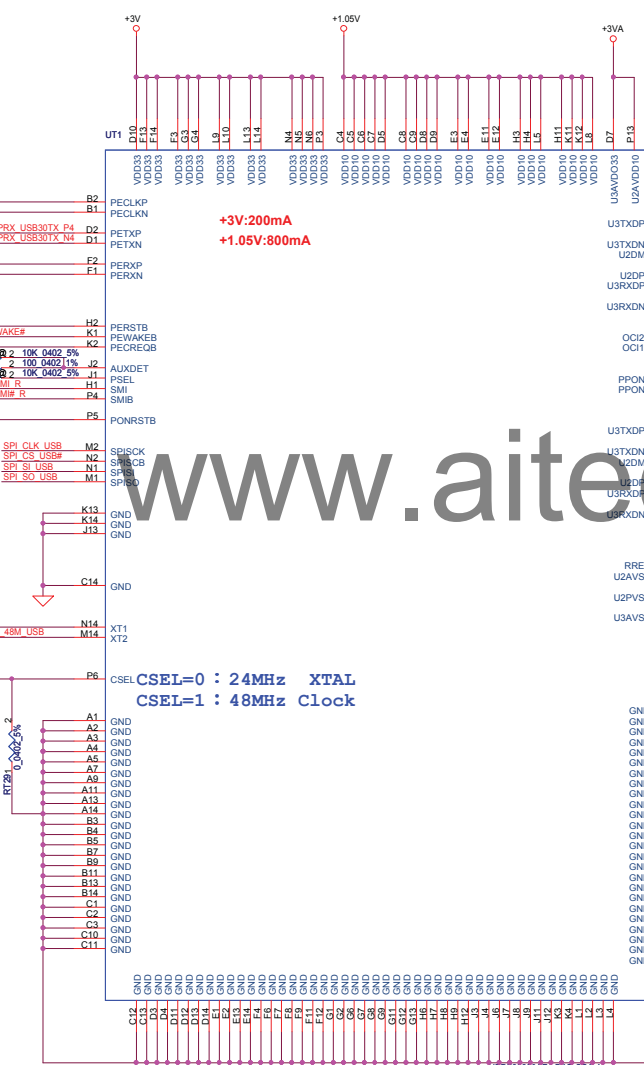 +3V
+1.05V
+3VA
UT1
D10 F13 F14 F3 G3 G4 L9 L10 L13 L14 N4 N5 N6 P3 C4 C5 C6 C7 D5 C8 C9 D8 D9 E3 E4 E11 E12 H3 H4 L5 H11 K11 K12 L8 D7 P13
VDD33 VDD33 VDD33 VDD33 VDD33 VDD33 VDD33 VDD33 VDD33 VDD33 VDD33 VDD33 VDD33 VDD33 VDD10 VDD10 VDD10 VDD10 VDD10 VDD10 VDD10 VDD10 VDD10 VDD10 VDD10 VDD10 VDD10 VDD10 VDD10 VDD10 VDD10 VDD10 VDD10 VDD10 U3AVDO33 U2AVDD10
B2 PECLKP
B1 PECLKN
+3V:200mA
+1.05V:800mA
PRX_USB30TX_P4 D2 PETXP
PRX_USB30TX_N4 D1 PETXN
F2 PERXP
F1 PERXN
U3TXDP
U3TXDN
U2DM
U2DP
U3RXDP
U3RXDN
H2 PERSTB
WAKE# K1 PEWAKEB
K2 PECREQB
@ 2 10K_0402_5%
2 100_0402_1% J2 AUXDET
@ 2 10K_0402_5% J1 PSEL
MI_R H1 SMI
MI#_R P4 SMIB
P5 PONRSTB
OCI2
OCI1
PPON
PPON
SPI_CLK_USB M2 SPISCK
SPI_CS_USB# N2 SPISCB
SPI_SI_USB N1 SPISI
SPI_SO_USB M1 SPISO
www.aite
U3TXDP
U3TXDN
U2DM
U2DP
U3RXDP
U3RXDN
K13 GND
K14 GND
J13 GND
C14 GND
RRE
U2AVS
U2PVS
U3AVS
N14 XT1
_48M_USB M14 XT2
P6 CSEL
CSEL=0 : 24MHz XTAL
CSEL=1 : 48MHz Clock
2
0_0402_5%
RT291
A1 GND
A2 GND
A3 GND
A4 GND
A5 GND
A7 GND
A9 GND
A11 GND
A13 GND
A14 GND
B3 GND
B4 GND
B5 GND
B7 GND
B9 GND
B11 GND
B13 GND
B14 GND
C1 GND
C2 GND
C3 GND
C10 GND
C11 GND
GND GND GND GND GND GND GND GND GND GND GND GND GND GND GND GND GND GND GND GND GND GND GND GND GND GND GND GND GND GND GND GND GND GND GND GND GND GND GND GND GND GND GND GND GND GND GND
C12 C13 D3 D4 D11 D12 D13 D14 E1 E2 E13 E14 F4 F6 F7 F8 F9 F11 F12 G1 G2 G6 G7 G8 G9 G11 G12 G13 H6 H7 H8 H9 H12 J3 J4 J6 J7 J8 J9 J11 J12 K3 K4 L1 L2 L3 L4